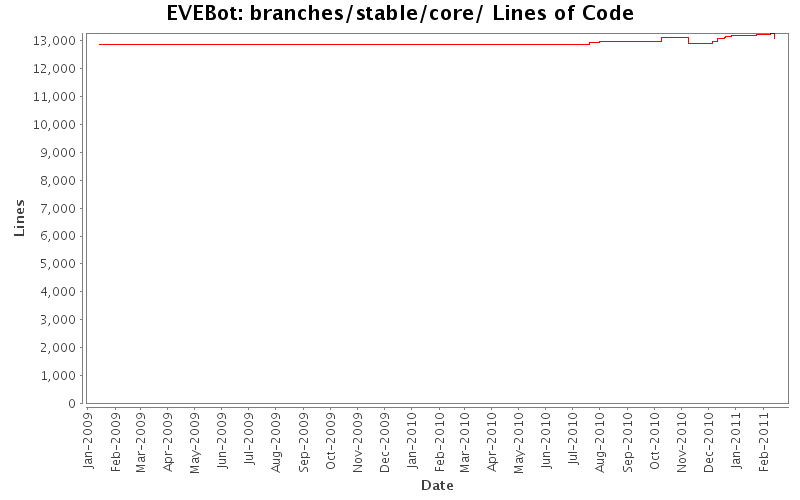 EVEBot: branches/stable/core/ Lines of Code
Lines
13,000
12,000
11,000
10,000
9,000
8,000
7,000
6,000
5,000
4,000
3,000
2,000
1,000
0
Jan-2009
Feb-2009
Mar-2009
Apr-2009
May-2009
Jun-2009
Jul-2009
Aug-2009
Sep-2009
Oct-2009
Nov-2009
Dec-2009
Jan-2010
Feb-2010
Mar-2010
Apr-2010
May-2010
Jun-2010
Jul-2010
Aug-2010
Sep-2010
Oct-2010
Nov-2010
Dec-2010
Jan-2011
Feb-2011
Date